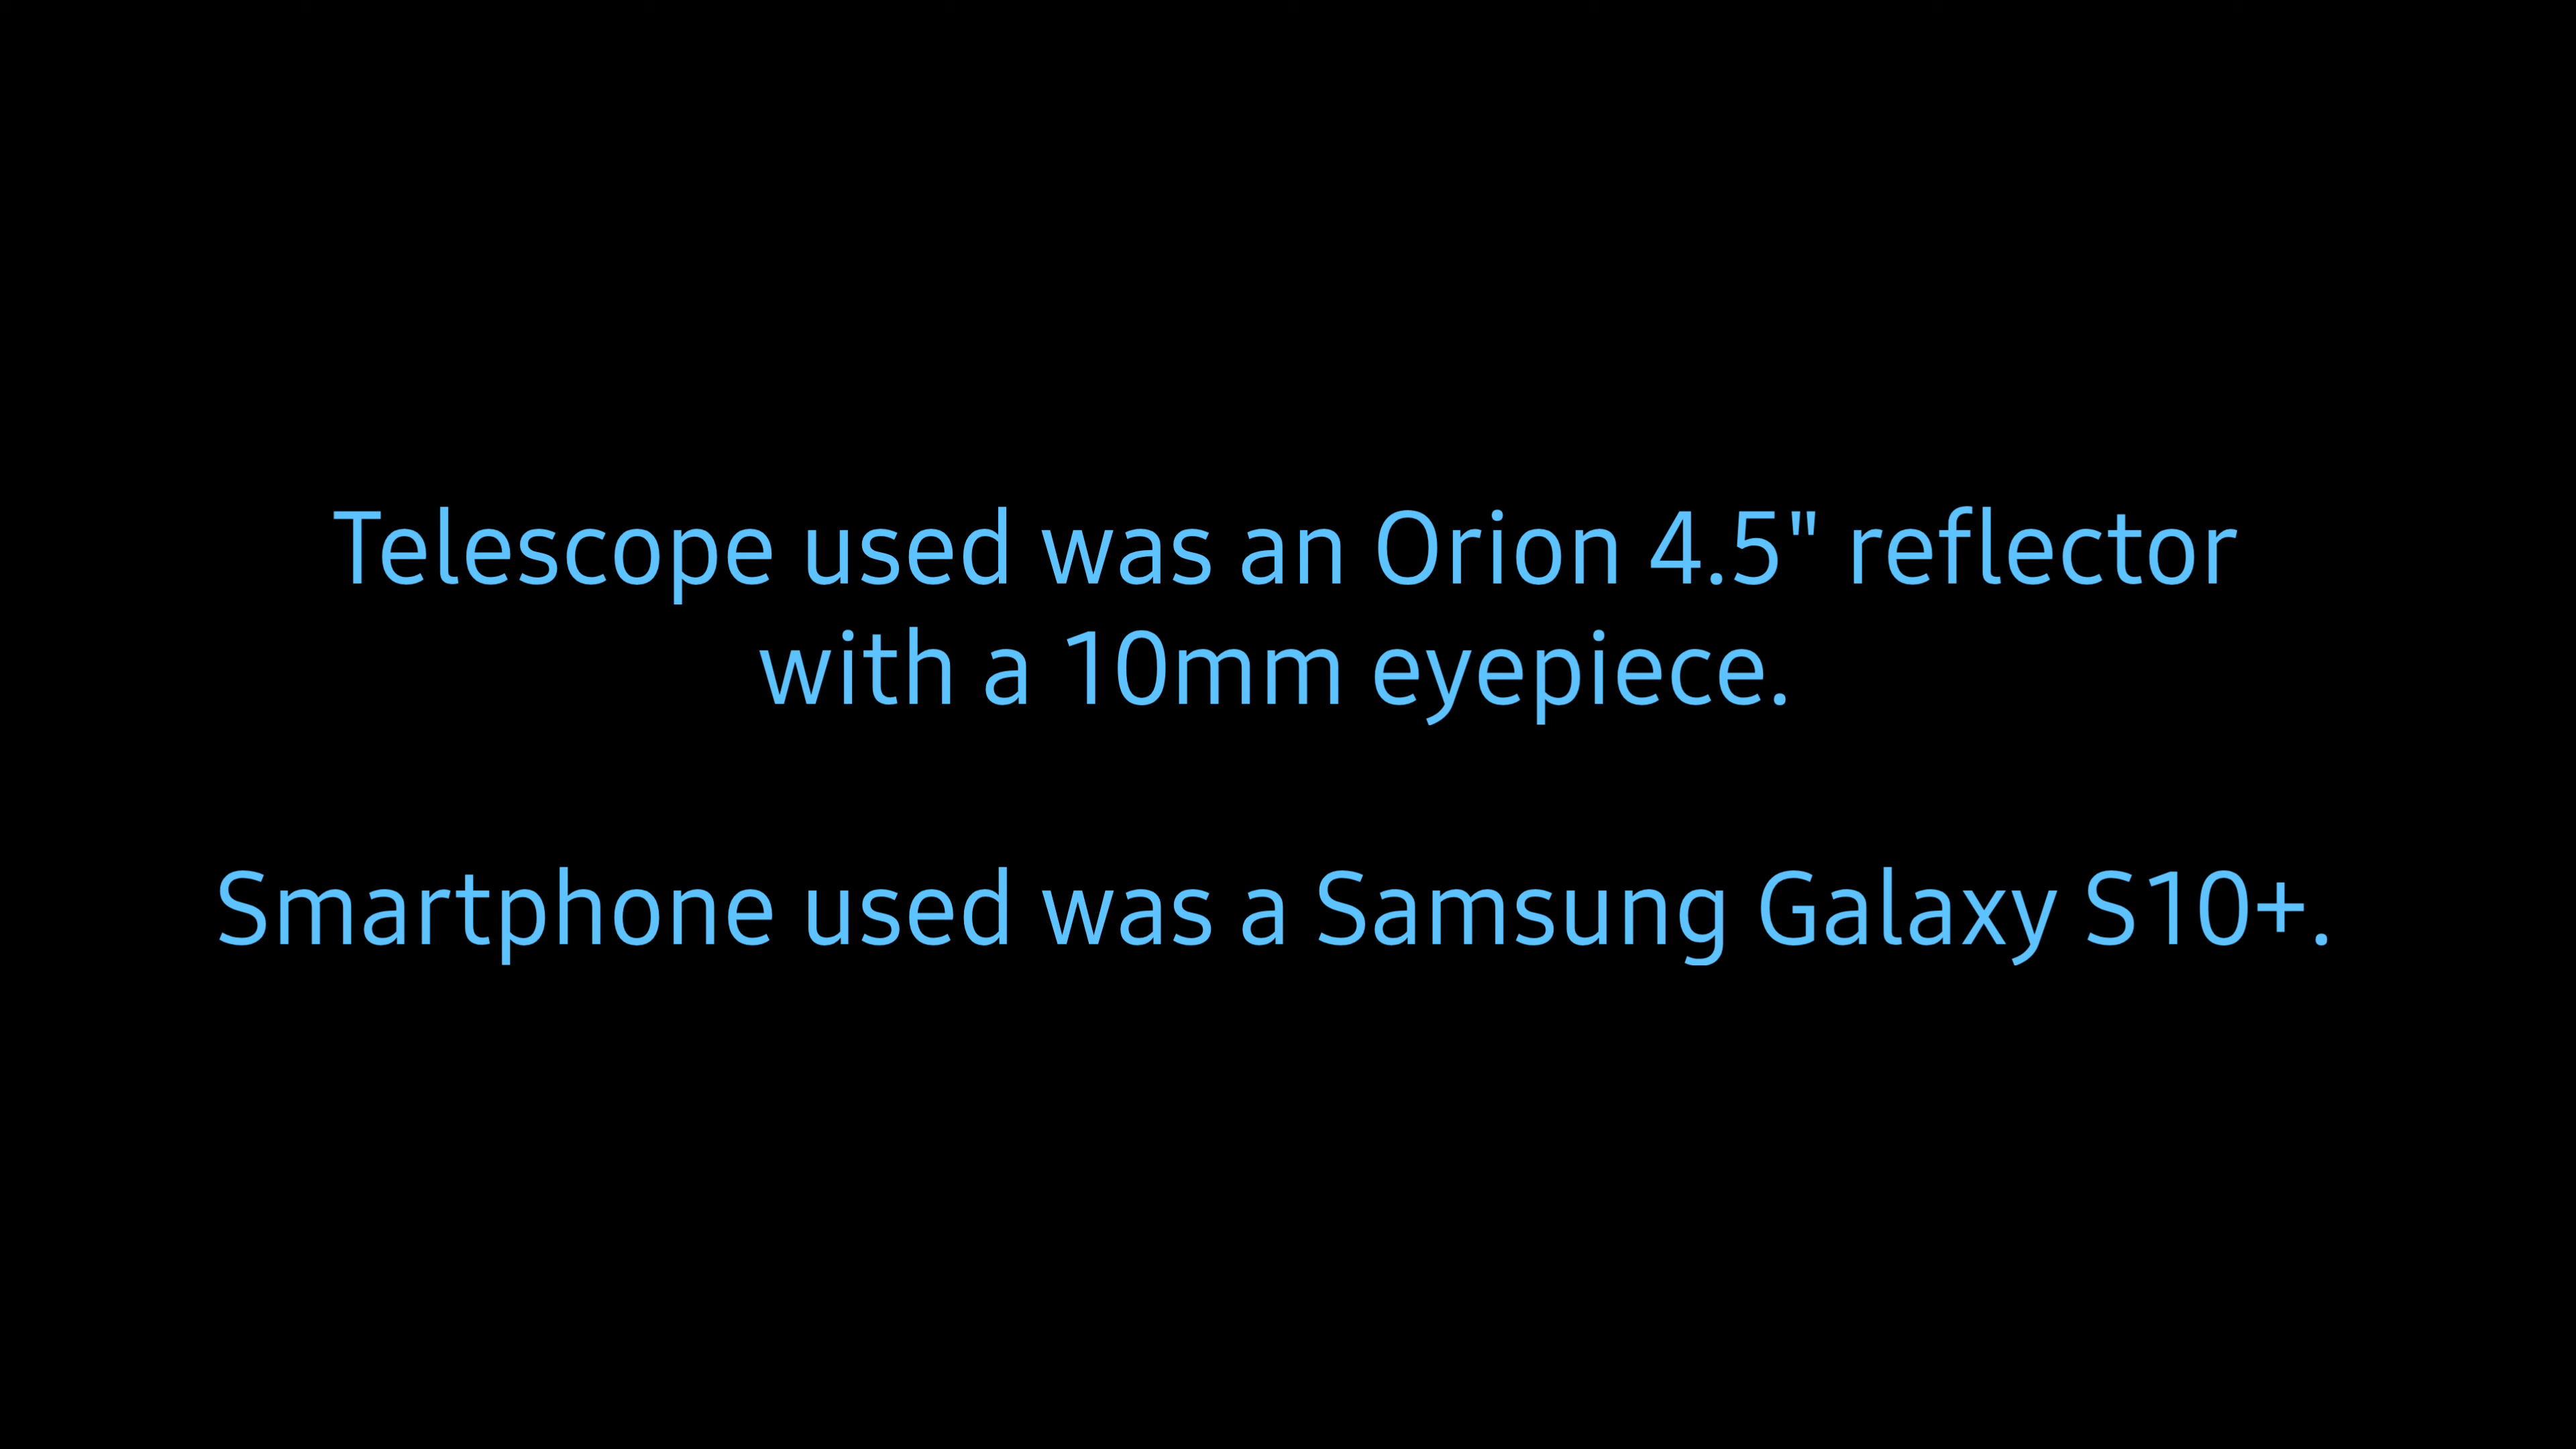 Telescope used was an Orion 4.5" reflector
with a 10mm eyepiece.
Smartphone used was a Samsung Galaxy S10+.